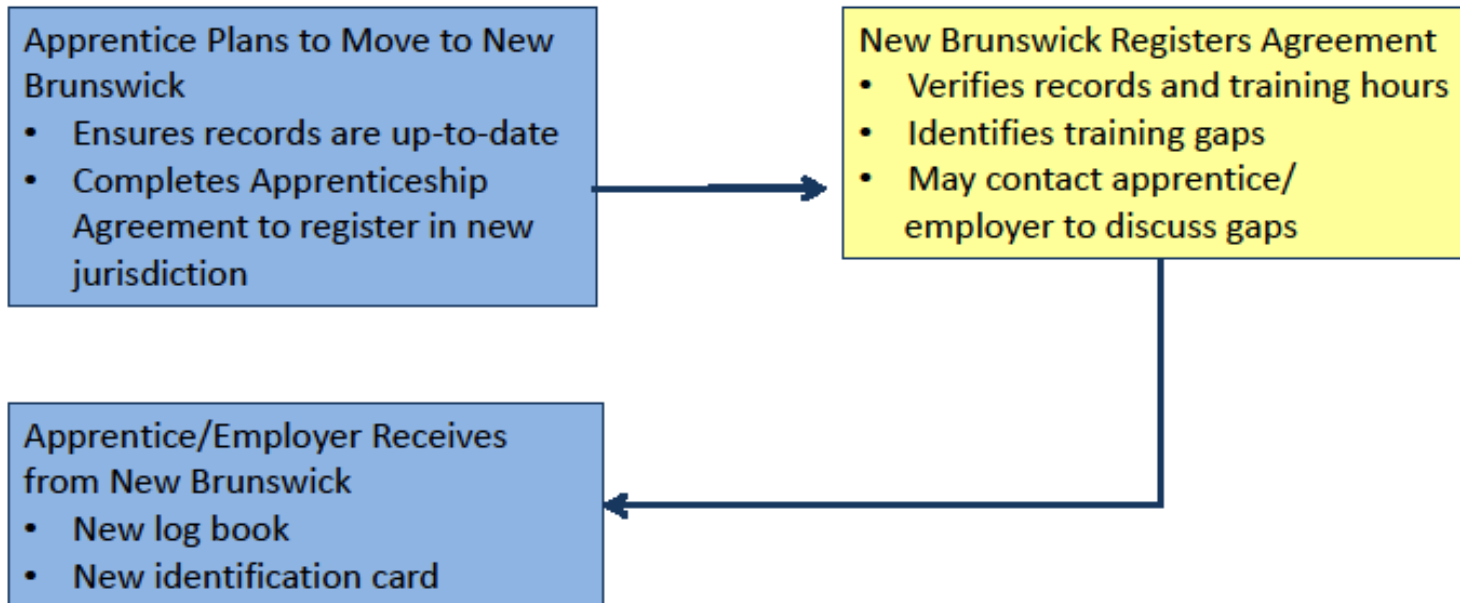 Apprentice Plans to Move to New
Brunswick
• Ensures records are up-to-date
• Completes Apprenticeship
Agreement to register in new
jurisdiction
New Brunswick Registers Agreement
• Verifies records and training hours
• Identifies training gaps
• May contact apprentice/
employer to discuss gaps
Apprentice/Employer Receives
from New Brunswick
• New log book
• New identification card